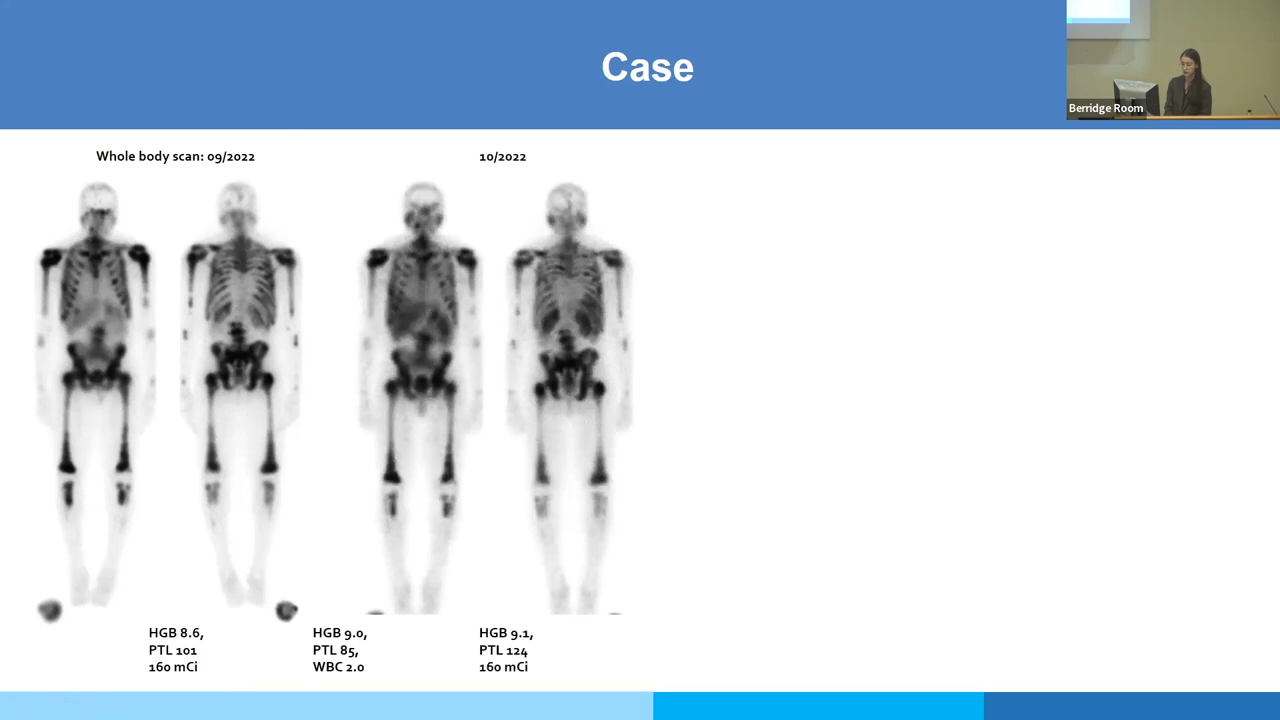 Case
Berridge Room
Whole body scan: 09/2022
10/2022
HGB 8.6,
PTL 101
160 mCi
HGB 9.0,
PTL 85,
WBC 2.0
HGB 9.1,
PTL 124
160 mCi